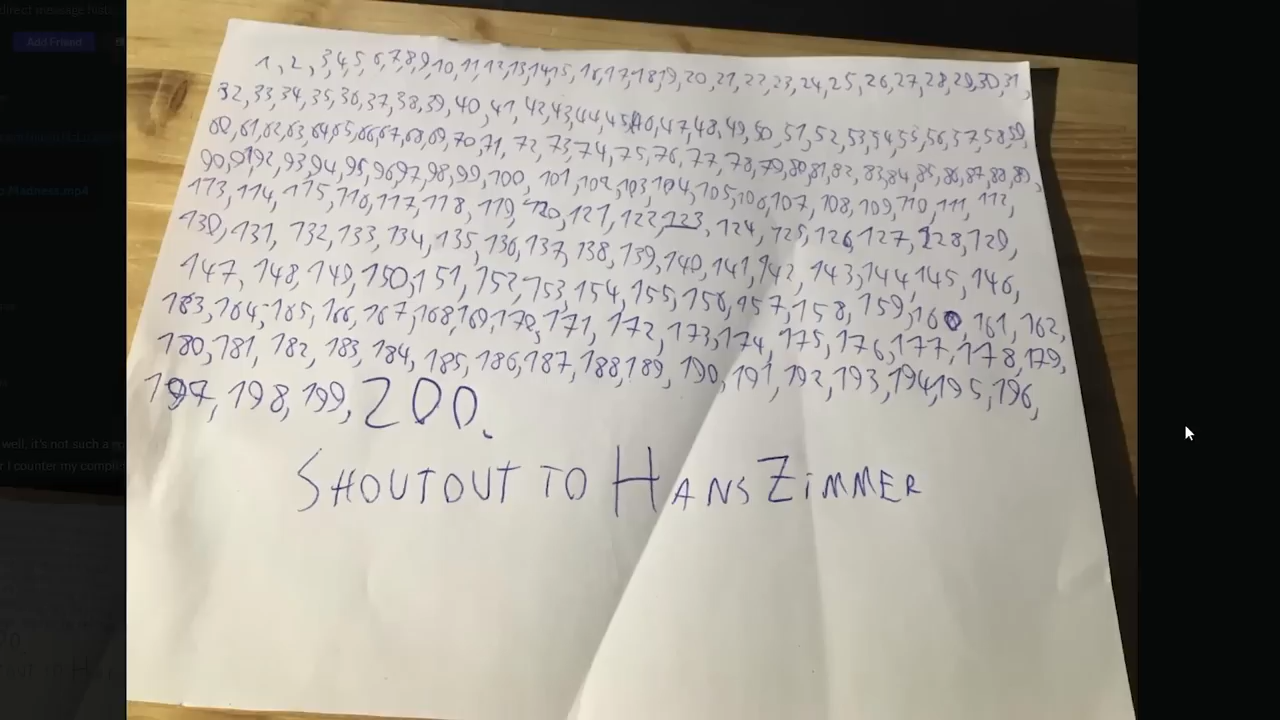 direct message
Add Friend
1, 2, 3, 4, 5, 6, 7, 8, 9, 10, 11, 12, 13, 14, 15, 16, 17, 18, 19, 20, 21, 22, 23, 24, 25, 26, 27, 28, 29, 30, 31,
32, 33, 34, 35, 36, 37, 38, 39, 40, 41, 42, 43, 44, 45, 46, 47, 48, 49, 50, 51, 52, 53, 54, 55, 56, 57, 58, 59,
60, 61, 62, 63, 64, 65, 66, 67, 68, 69, 70, 71, 72, 73, 74, 75, 76, 77, 78, 79, 80, 81, 82, 83, 84, 85, 86, 87, 88, 89,
90, 91, 92, 93, 94, 95, 96, 97, 98, 99, 100, 101, 102, 103, 104, 105, 106, 107, 108, 109, 110, 111, 112,
113, 114, 115, 116, 117, 118, 119, 120, 121, 122, 123, 124, 125, 126, 127, 128, 129,
130, 131, 132, 133, 134, 135, 136, 137, 138, 139, 140, 141, 142, 143, 144, 145, 146,
147, 148, 149, 150, 151, 152, 153, 154, 155, 156, 157, 158, 159, 160, 161, 162,
163, 164, 165, 166, 167, 168, 169, 170, 171, 172, 173, 174, 175, 176, 177, 178, 179,
180, 181, 182, 183, 184, 185, 186, 187, 188, 189, 190, 191, 192, 193, 194, 195, 196,
197, 198, 199, 200.
SHOUTOUT TO HANS ZiMMER
well, it's not such a
r I counter my